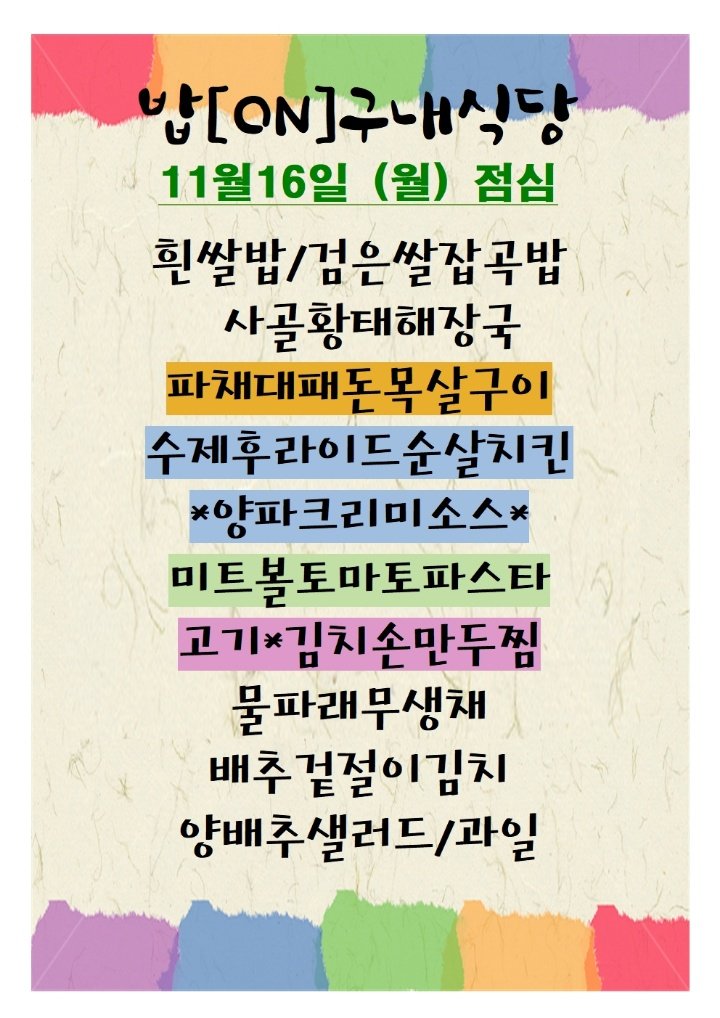 밥[ON]구내식당
11월16일 (월) 점심
흰쌀밥/검은쌀잡곡밥
사골황태해장국
파채대패돈목살구이
수제후라이드순살치킨
*양파크리미소스*
미트볼토마토파스타
고기*김치손만두찜
물파래무생채
배추겉절이김치
양배추샐러드/과일